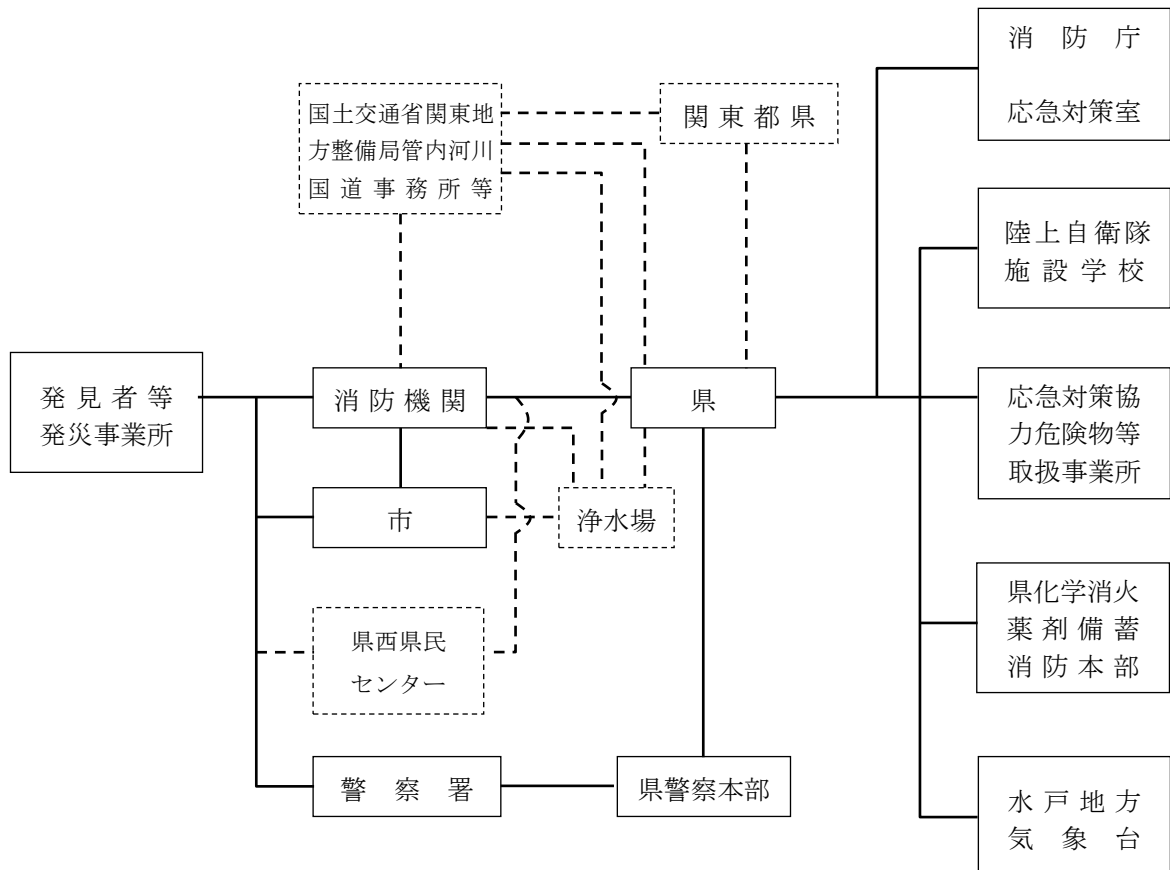 消防庁
応急対策室
国土交通省関東地
方整備局管内河川
国道事務所等
関東都県
陸上自衛隊
施設学校
発見者等
発災事業所
消防機関
県
応急対策協
力危険物等
取扱事業所
市
浄水場
県西県民
センター
県化学消火
薬剤備蓄
消防本部
警察署
県警察本部
水戸地方
気象台